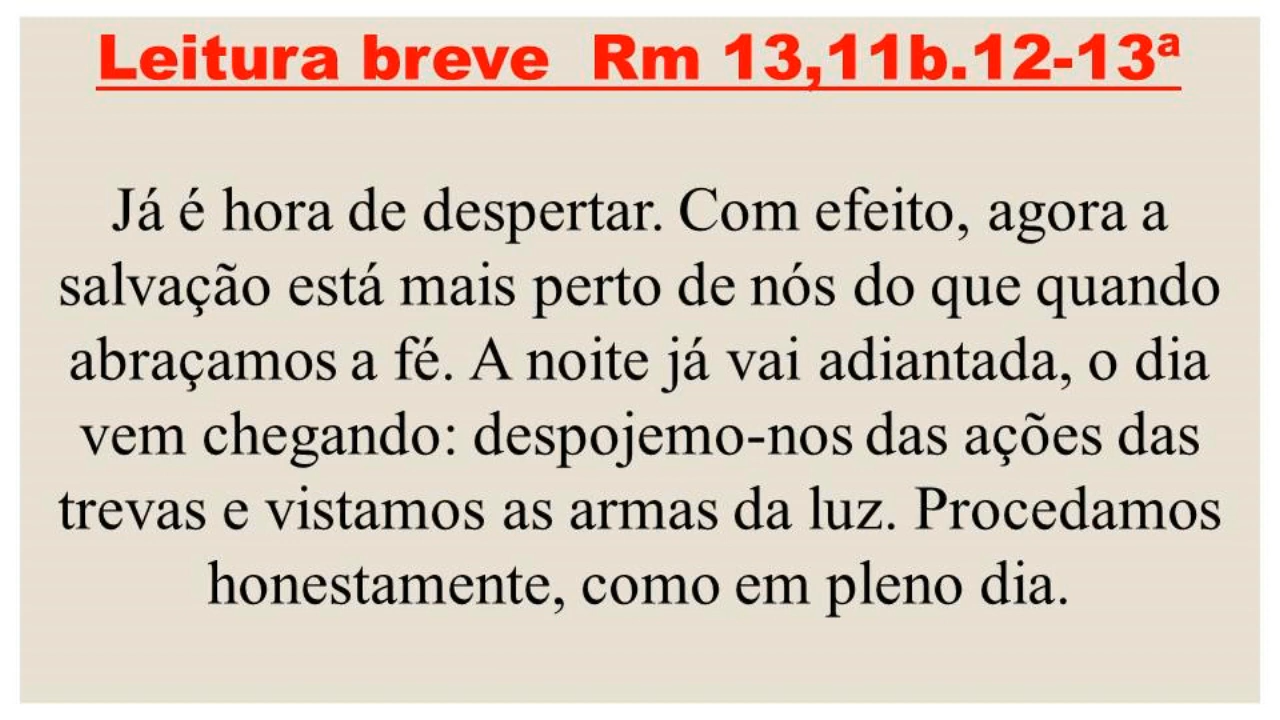 Leitura breve  Rm 13,11b.12-13ª
Já é hora de despertar. Com efeito, agora a
salvação está mais perto de nós do que quando
abraçamos a fé. A noite já vai adiantada, o dia
vem chegando: despojemo-nos das ações das
trevas e vistamos as armas da luz. Procedamos
honestamente, como em pleno dia.